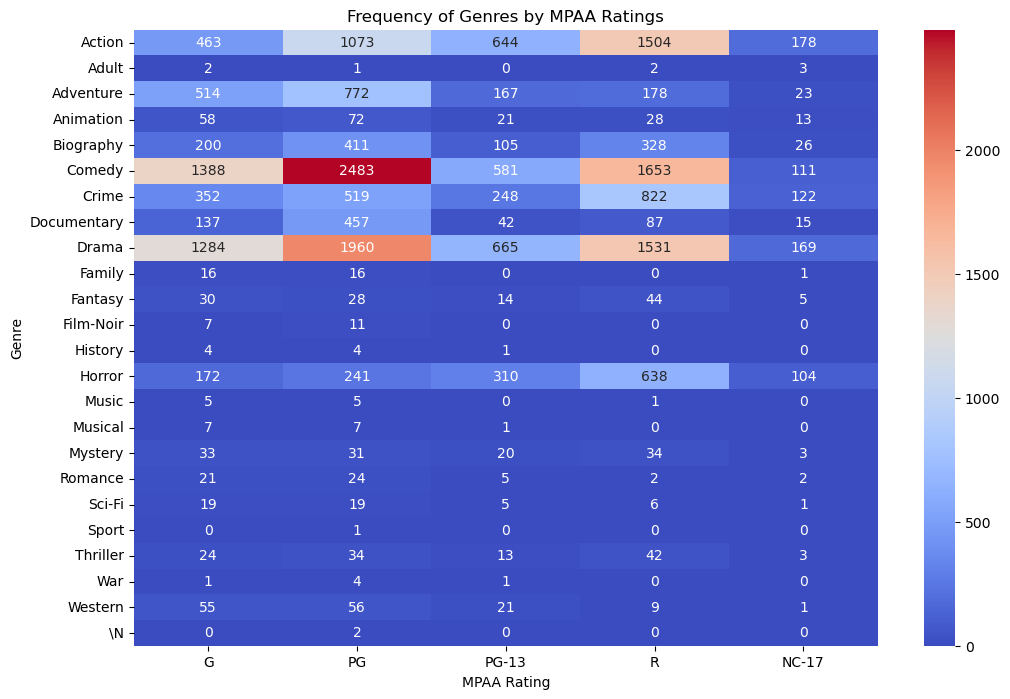 Frequency of Genres by MPAA Ratings
Action 463 1073 644 1504 178
Adult 2 1 0 2 3
Adventure 514 772 167 178 23
Animation 58 72 21 28 13
Biography 200 411 105 328 26
Comedy 1388 2483 581 1653 111
Crime 352 519 248 822 122
Documentary 137 457 42 87 15
Drama 1284 1960 665 1531 169
Family 16 16 0 0 1
Fantasy 30 28 14 44 5
Film-Noir 7 11 0 0 0
History 4 4 1 0 0
Horror 172 241 310 638 104
Music 5 5 0 1 0
Musical 7 7 1 0 0
Mystery 33 31 20 34 3
Romance 21 24 5 2 2
Sci-Fi 19 19 5 6 1
Sport 0 1 0 0 0
Thriller 24 34 13 42 3
War 1 4 1 0 0
Western 55 56 21 9 1
\N 0 2 0 0 0
G PG PG-13 R NC-17
MPAA Rating
Genre
2000
1500
1000
500
0